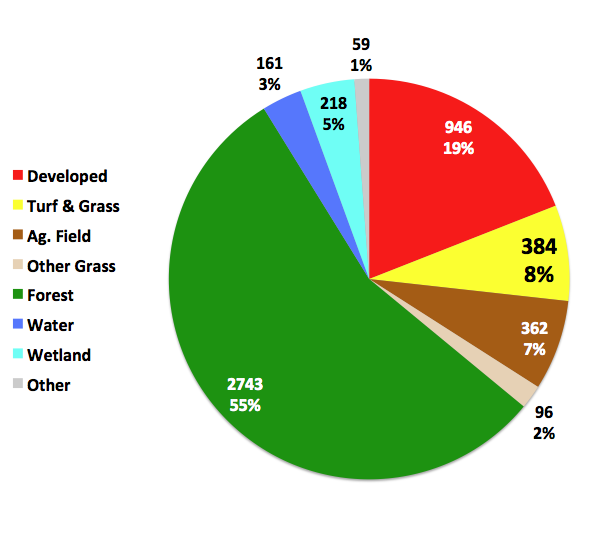 59
1%
161
3%
218
5%
946
19%
Developed
Turf & Grass
Ag. Field
Other Grass
Forest
Water
Wetland
Other
384
8%
362
7%
2743
55%
96
2%